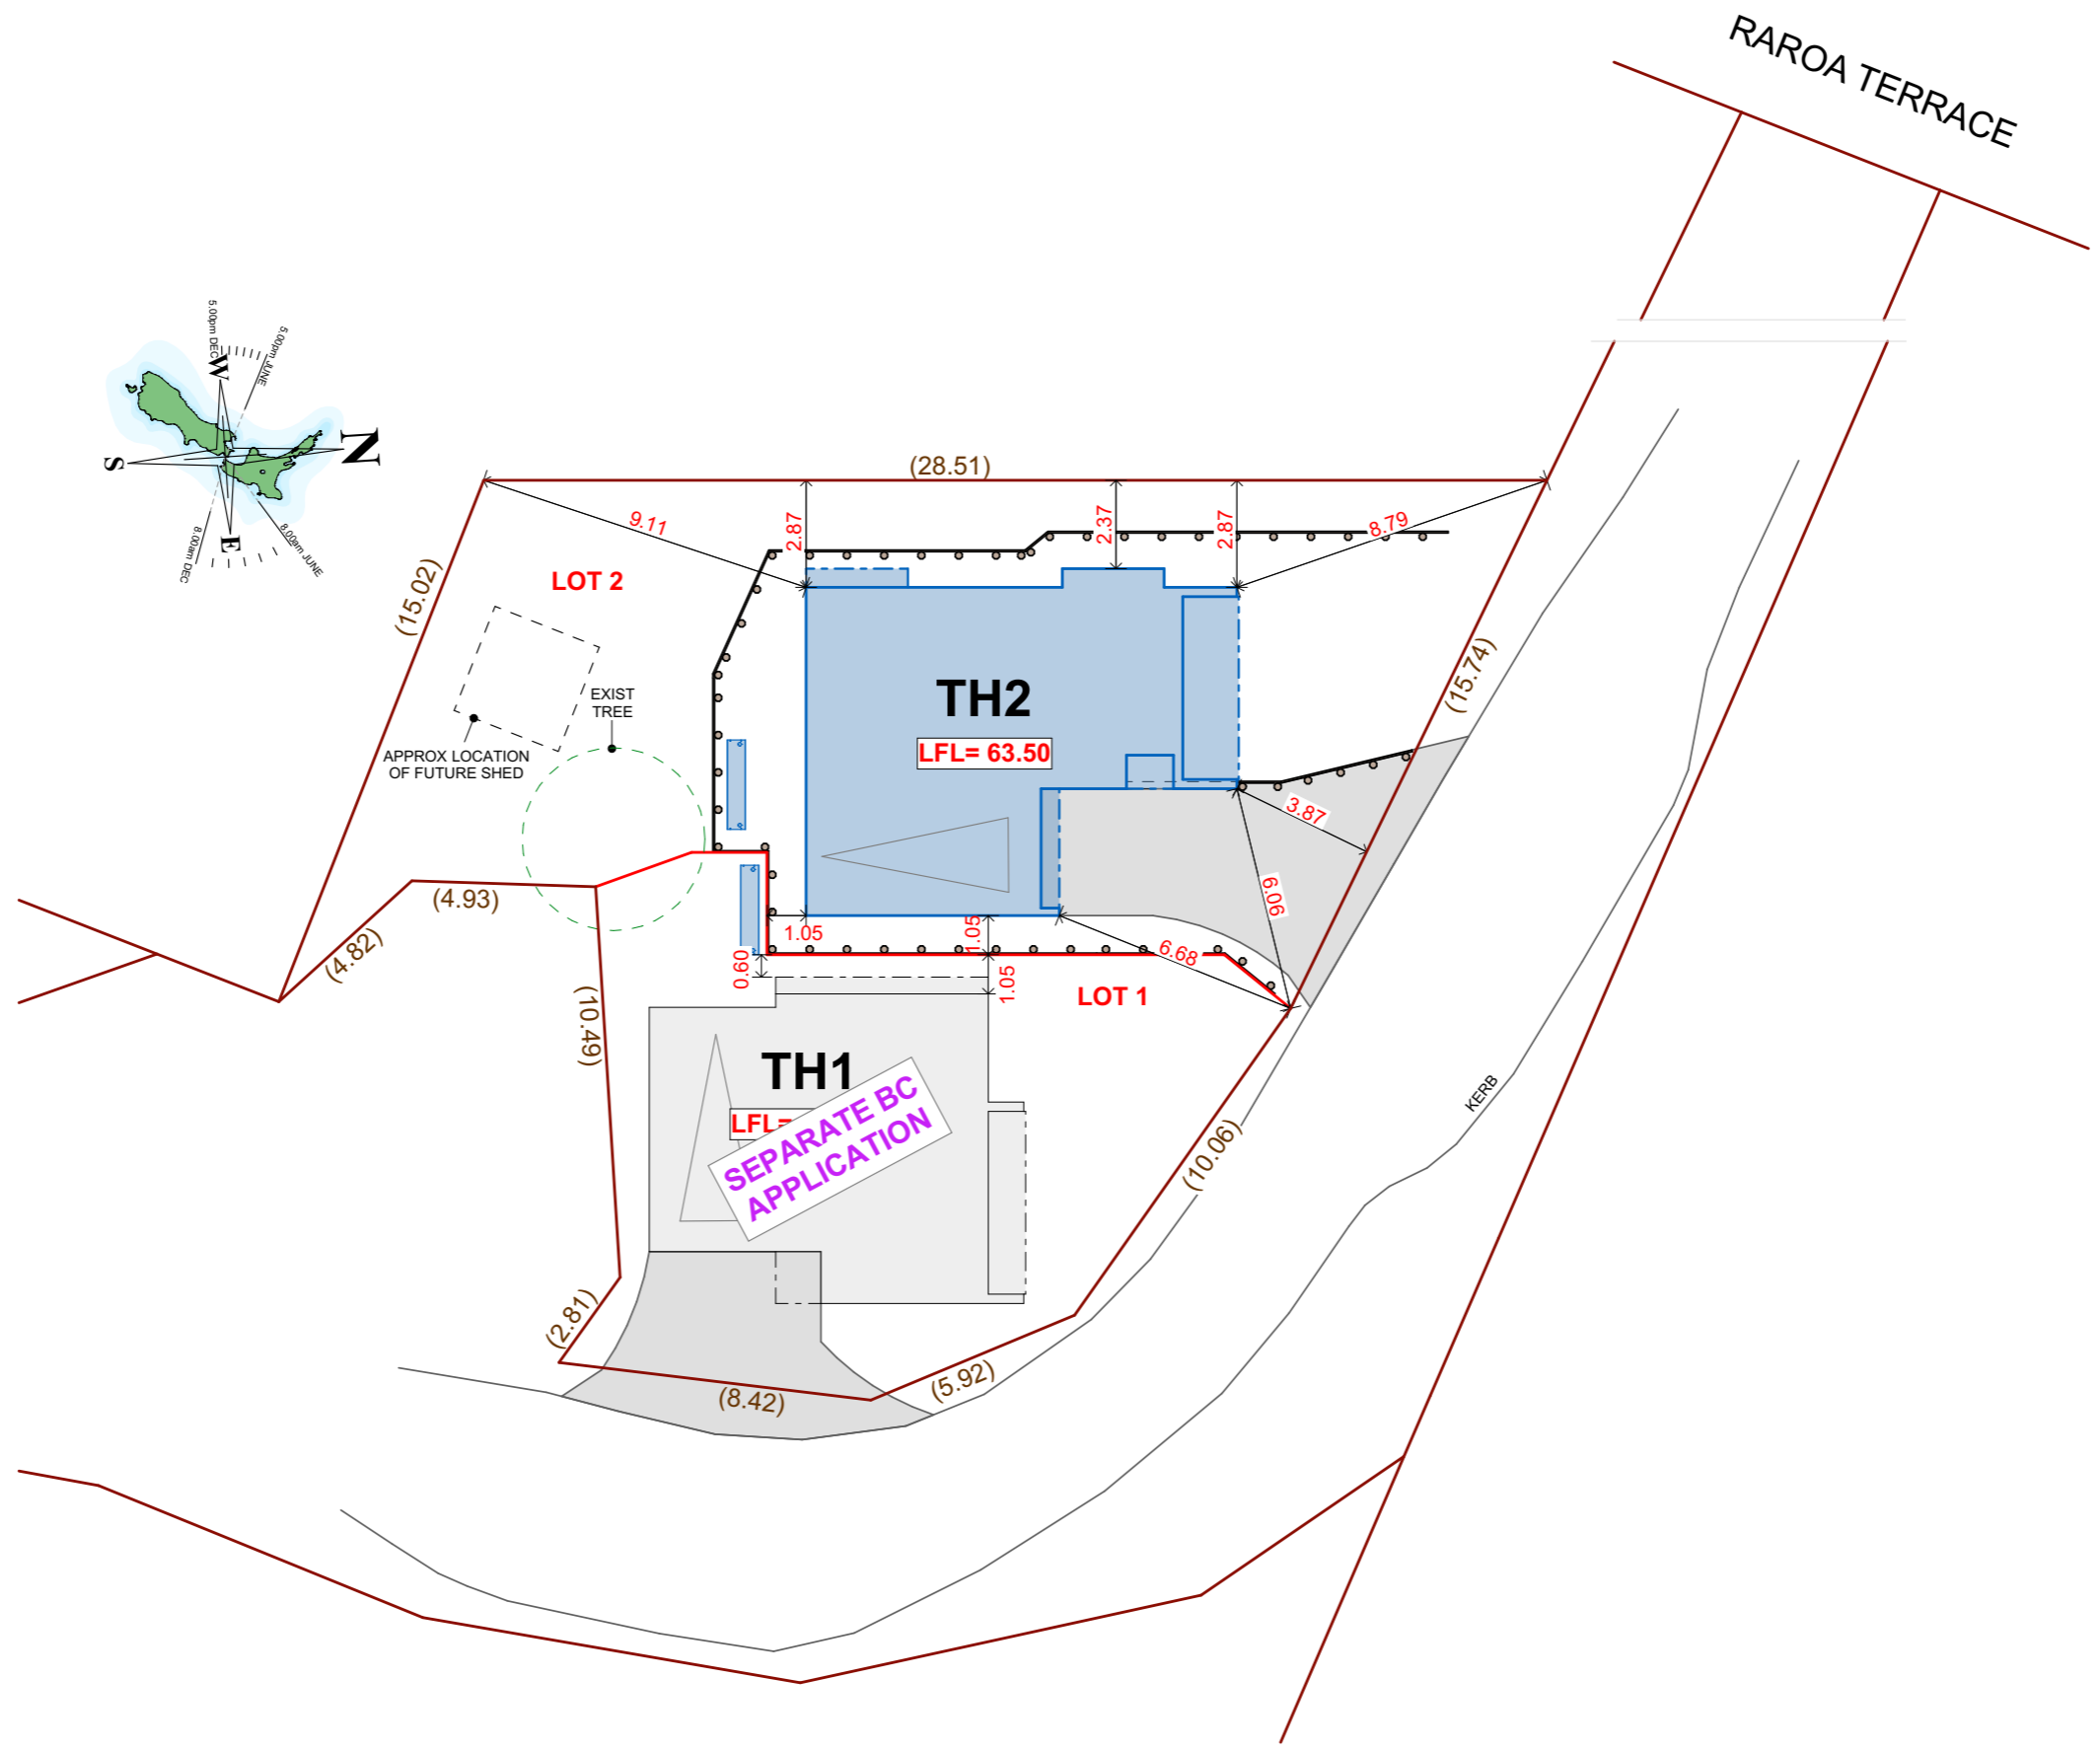 RAROA TERRACE
5.00pm DEC
5.00pm JUNE
W
N
S
E
8.00am DEC
8.00am JUNE
(28.51)
9.11
2.87
2.37
2.87
8.79
LOT 2
(15.02)
(15.74)
EXIST
TREE
TH2
LFL= 63.50
APPROX LOCATION
OF FUTURE SHED
3.87
6.06
(4.93)
(4.82)
1.05
1.05
6.68
0.60
1.05
LOT 1
(10.49)
TH1
LFL=
SEPARATE BC
APPLICATION
KERB
(10.06)
(2.81)
(8.42)
(5.92)